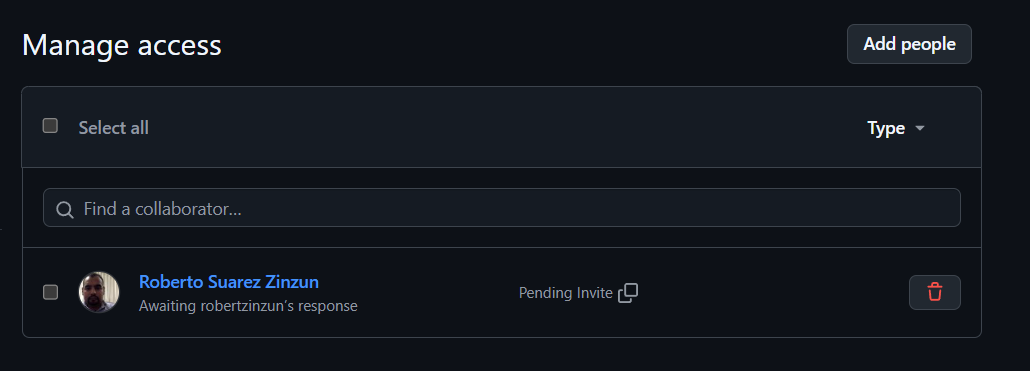 Manage access
Add people
Select all
Type
Find a collaborator...
Roberto Suarez Zinzun
Awaiting robertzinzun's response
Pending Invite